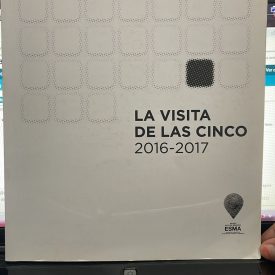 LA VISITA
DE LAS CINCO
2016-2017
ESMA